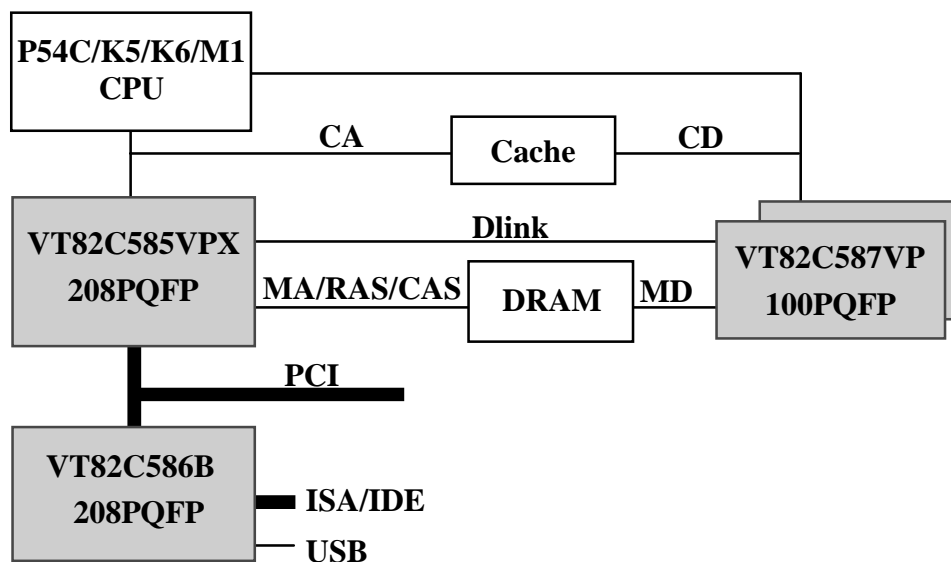 P54C/K5/K6/M1
CPU
CA
Cache
CD
VT82C585VPX
208PQFP
Dlink
MA/RAS/CAS
DRAM
MD
VT82C587VP
100PQFP
PCI
VT82C586B
208PQFP
ISA/IDE
USB